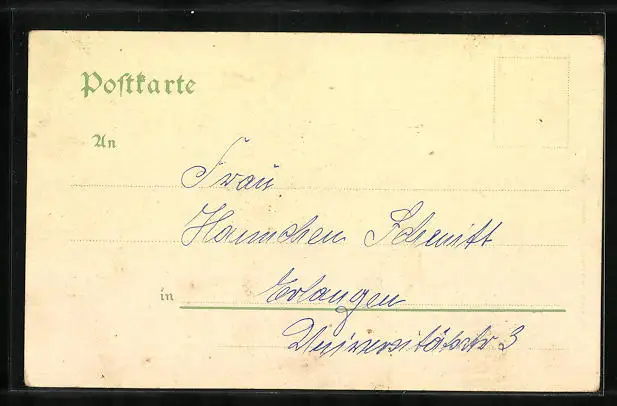 Postkarte
An
Frau
Hannchen Schmitt
in Erlangen
Universitätsstr 3